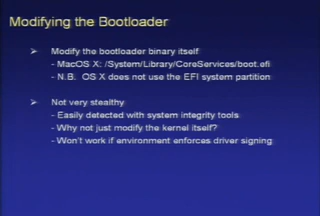 Modifying the Bootloader
➢ Modify the bootloader binary itself
- MacOS X: /System/Library/CoreServices/boot.efi
- N.B. OS X does not use the EFI system partition
➢ Not very stealthy
- Easily detected with system integrity tools
- Why not just modify the kernel itself?
- Won't work if environment enforces driver signing